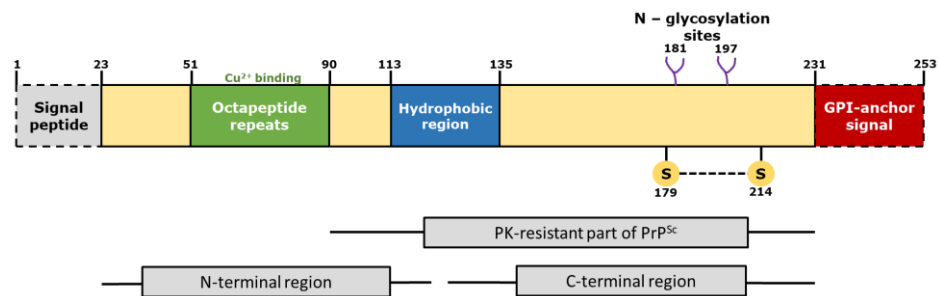 N – glycosylation
sites
181 197
1 23 51 Cu²⁺ binding 90 113 135 231 253
Signal
peptide
Octapeptide
repeats
Hydrophobic
region
GPI-anchor
signal
S S
179 214
PK-resistant part of PrPˢᶜ
N-terminal region C-terminal region